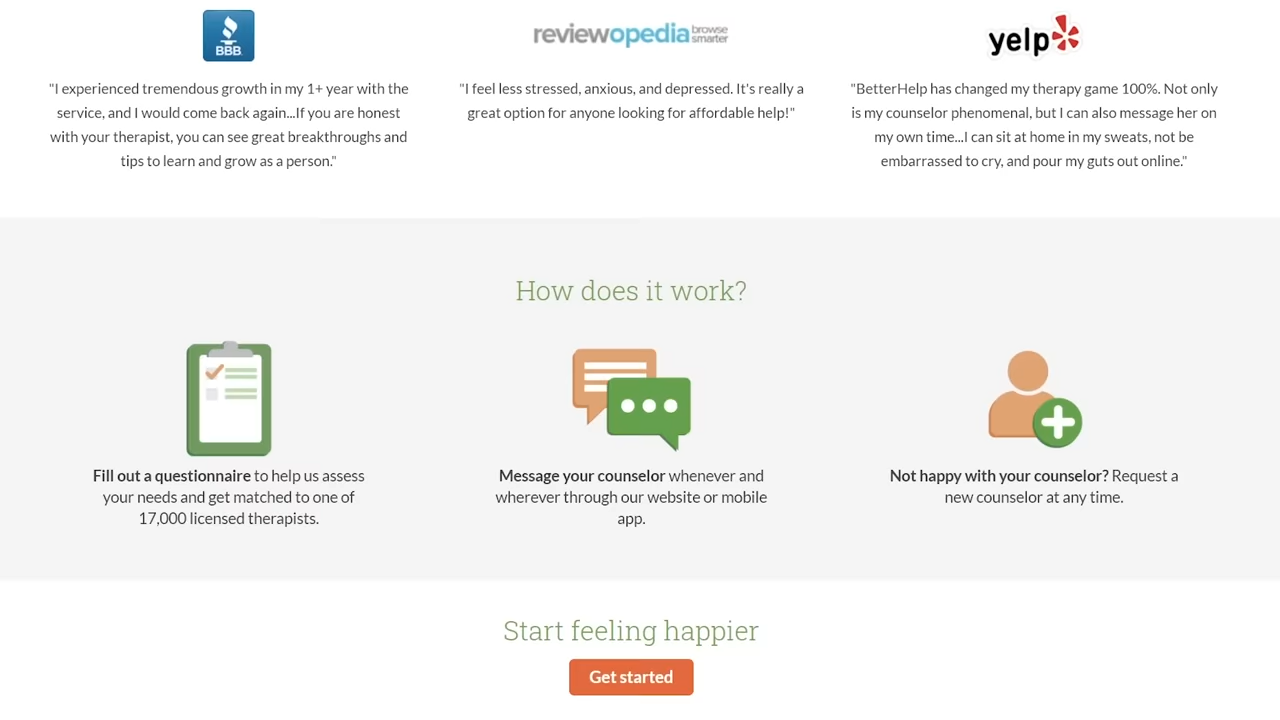 BBB.
reviewopedia browse smarter
yelp
"I experienced tremendous growth in my 1+ year with the
service, and I would come back again...If you are honest
with your therapist, you can see great breakthroughs and
tips to learn and grow as a person."
"I feel less stressed, anxious, and depressed. It's really a
great option for anyone looking for affordable help!"
"BetterHelp has changed my therapy game 100%. Not only
is my counselor phenomenal, but I can also message her on
my own time...I can sit at home in my sweats, not be
embarrassed to cry, and pour my guts out online."
How does it work?
Fill out a questionnaire to help us assess
your needs and get matched to one of
17,000 licensed therapists.
Message your counselor whenever and
wherever through our website or mobile
app.
Not happy with your counselor? Request a
new counselor at any time.
Start feeling happier
Get started